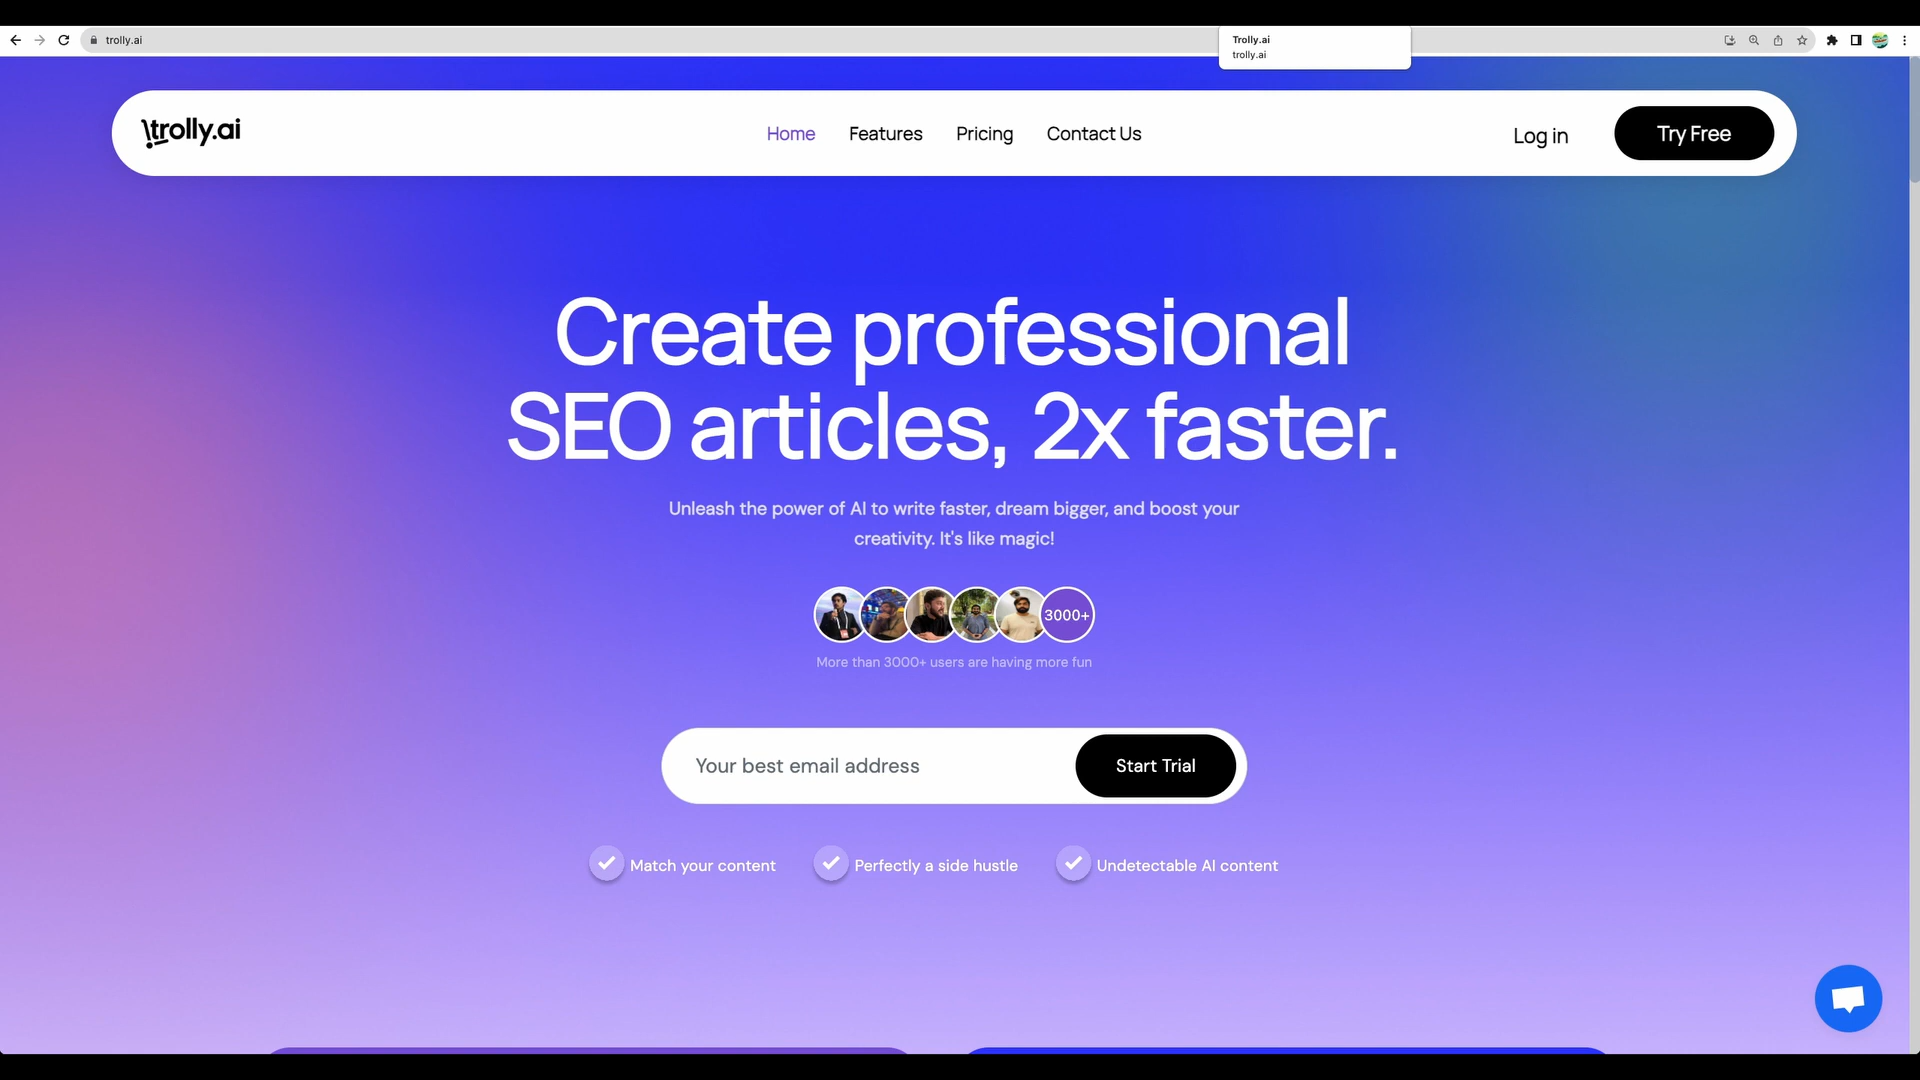 trolly.ai
Trolly.ai
trolly.ai
trolly.ai
Home
Features
Pricing
Contact Us
Log in
Try Free
Create professional
SEO articles, 2x faster.
Unleash the power of AI to write faster, dream bigger, and boost your
creativity. It's like magic!
3000+
More than 3000+ users are having more fun
Your best email address
Start Trial
Match your content
Perfectly a side hustle
Undetectable AI content